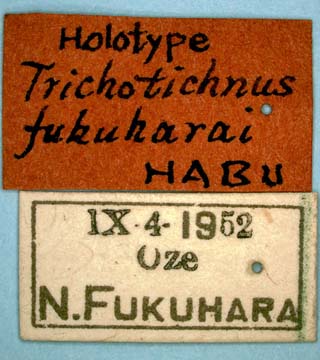 Holotype
Trichotichnus
fukuharai
HABU
IX·4·1952
Oze
N.FUKUHARA